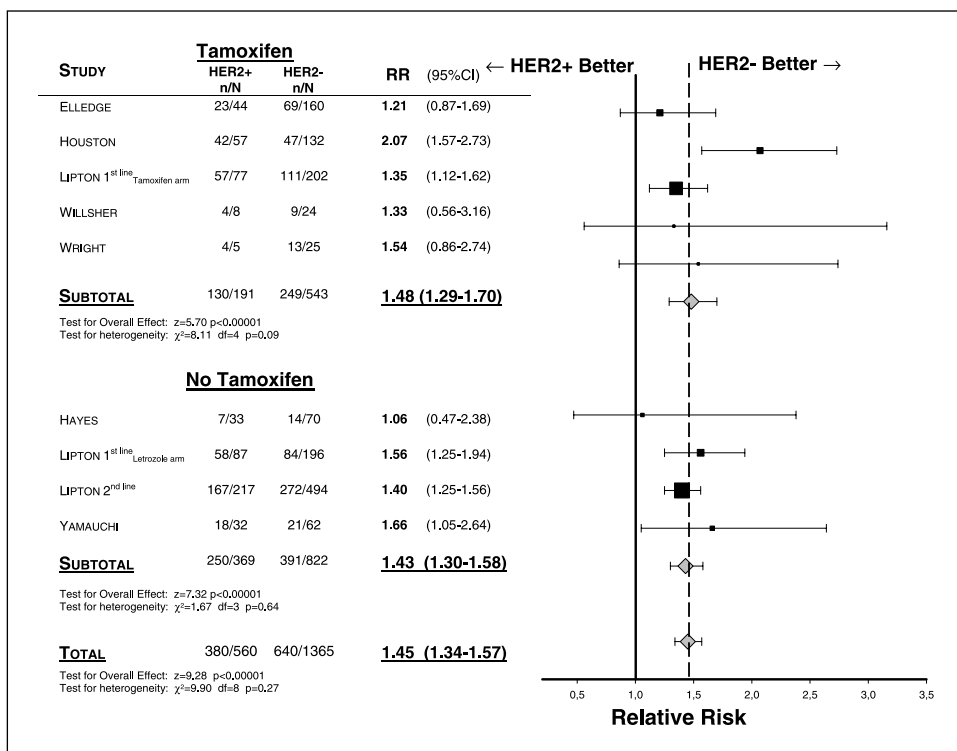 Tamoxifen
STUDY HER2+ n/N HER2- n/N RR (95%CI) ← HER2+ Better HER2- Better →
ELLEDGE 23/44 69/160 1.21 (0.87-1.69)
HOUSTON 42/57 47/132 2.07 (1.57-2.73)
LIPTON 1st line Tamoxifen arm 57/77 111/202 1.35 (1.12-1.62)
WILLSHER 4/8 9/24 1.33 (0.56-3.16)
WRIGHT 4/5 13/25 1.54 (0.86-2.74)
SUBTOTAL 130/191 249/543 1.48 (1.29-1.70)
Test for Overall Effect: z=5.70 p<0.00001
Test for heterogeneity: χ²=8.11 df=4 p=0.09
No Tamoxifen
HAYES 7/33 14/70 1.06 (0.47-2.38)
LIPTON 1st line Letrozole arm 58/87 84/196 1.56 (1.25-1.94)
LIPTON 2nd line 167/217 272/494 1.40 (1.25-1.56)
YAMAUCHI 18/32 21/62 1.66 (1.05-2.64)
SUBTOTAL 250/369 391/822 1.43 (1.30-1.58)
Test for Overall Effect: z=7.32 p<0.00001
Test for heterogeneity: χ²=1.67 df=3 p=0.64
TOTAL 380/560 640/1365 1.45 (1.34-1.57)
Test for Overall Effect: z=9.28 p<0.00001
Test for heterogeneity: χ²=9.90 df=8 p=0.27
0,5 1,0 1,5 2,0 2,5 3,0 3,5
Relative Risk